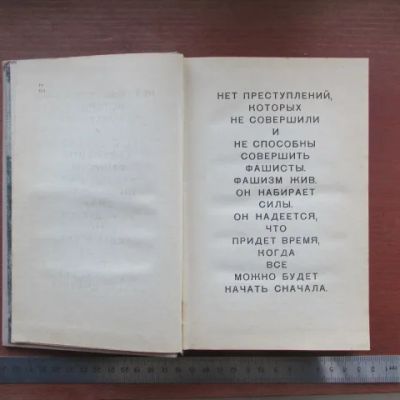 НЕТ ПРЕСТУПЛЕНИЙ,
КОТОРЫХ
НЕ СОВЕРШИЛИ
И
НЕ СПОСОБНЫ
СОВЕРШИТЬ
ФАШИСТЫ.
ФАШИЗМ ЖИВ.
ОН НАБИРАЕТ
СИЛЫ.
ОН НАДЕЕТСЯ,
ЧТО
ПРИДЕТ ВРЕМЯ,
КОГДА
ВСЕ
МОЖНО БУДЕТ
НАЧАТЬ СНАЧАЛА.